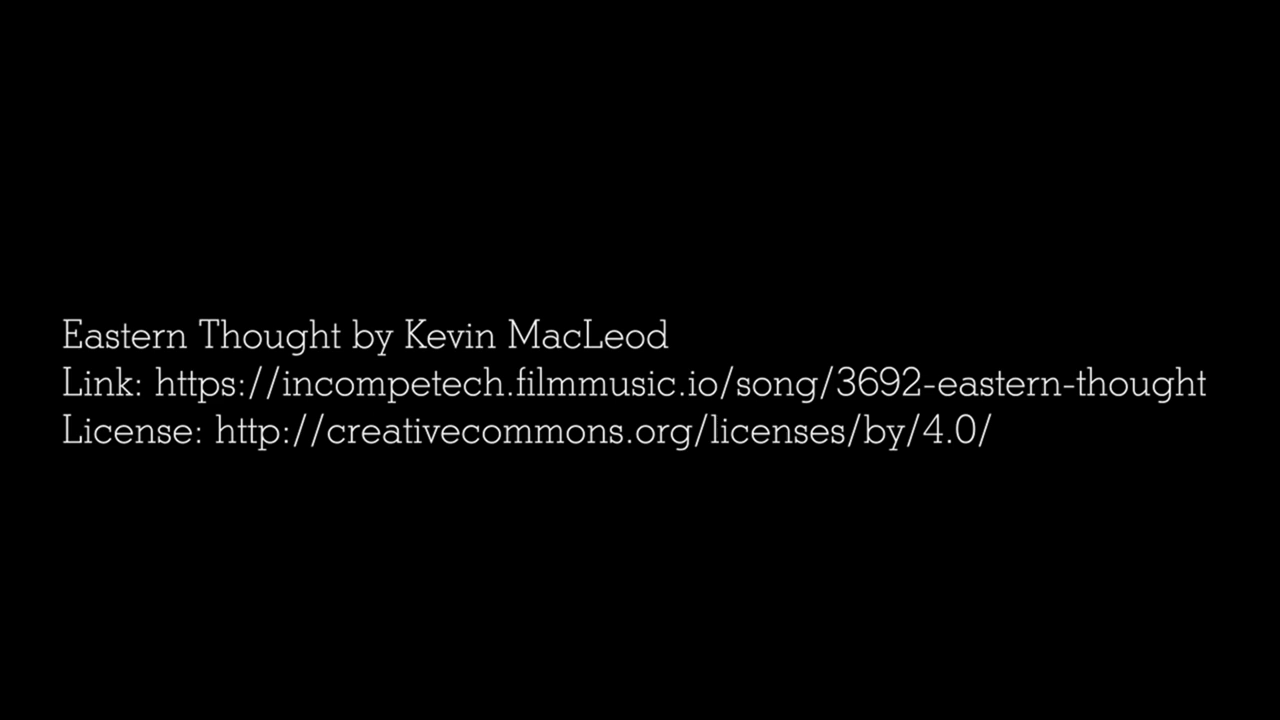 Eastern Thought by Kevin MacLeod
Link: https://incompetech.filmmusic.io/song/3692-eastern-thought
License: http://creativecommons.org/licenses/by/4.0/